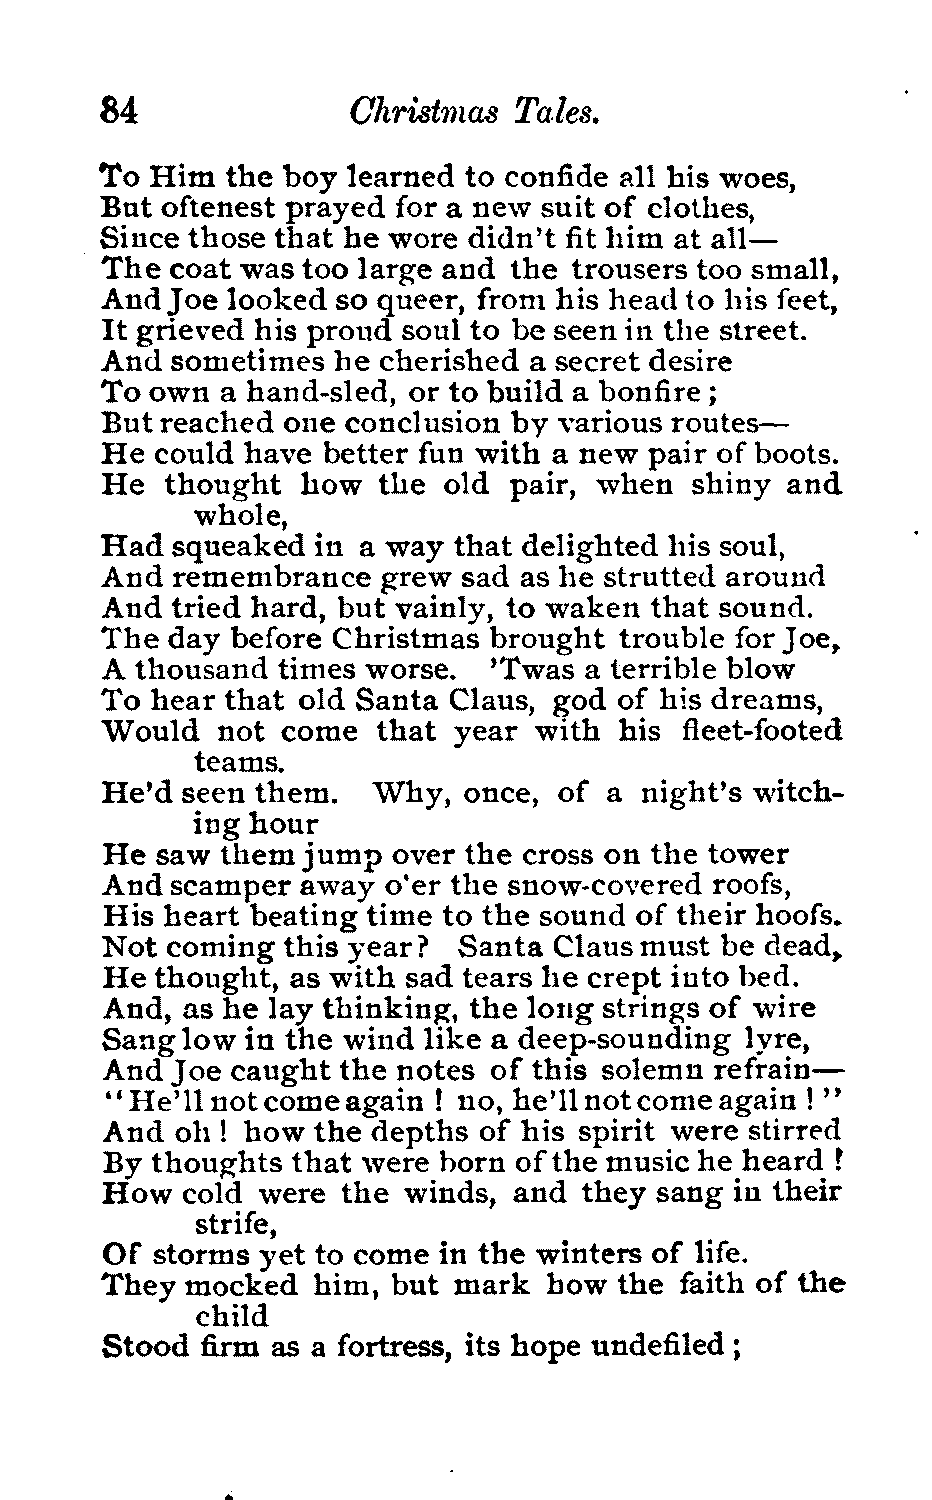 84 Christmas Tales.
To Him the boy learned to confide all his woes,
But oftenest prayed for a new suit of clothes,
Since those that he wore didn't fit him at all—
The coat was too large and the trousers too small,
And Joe looked so queer, from his head to his feet,
It grieved his proud soul to be seen in the street.
And sometimes he cherished a secret desire
To own a hand-sled, or to build a bonfire;
But reached one conclusion by various routes—
He could have better fun with a new pair of boots.
He thought how the old pair, when shiny and
whole,
Had squeaked in a way that delighted his soul,
And remembrance grew sad as he strutted around
And tried hard, but vainly, to waken that sound.
The day before Christmas brought trouble for Joe,
A thousand times worse. 'Twas a terrible blow
To hear that old Santa Claus, god of his dreams,
Would not come that year with his fleet-footed
teams.
He'd seen them. Why, once, of a night's witch-
ing hour
He saw them jump over the cross on the tower
And scamper away o'er the snow-covered roofs,
His heart beating time to the sound of their hoofs.
Not coming this year? Santa Claus must be dead,
He thought, as with sad tears he crept into bed.
And, as he lay thinking, the long strings of wire
Sang low in the wind like a deep-sounding lyre,
And Joe caught the notes of this solemn refrain—
"He'll not come again! no, he'll not come again!"
And oh! how the depths of his spirit were stirred
By thoughts that were born of the music he heard!
How cold were the winds, and they sang in their
strife,
Of storms yet to come in the winters of life.
They mocked him, but mark how the faith of the
child
Stood firm as a fortress, its hope undefiled;